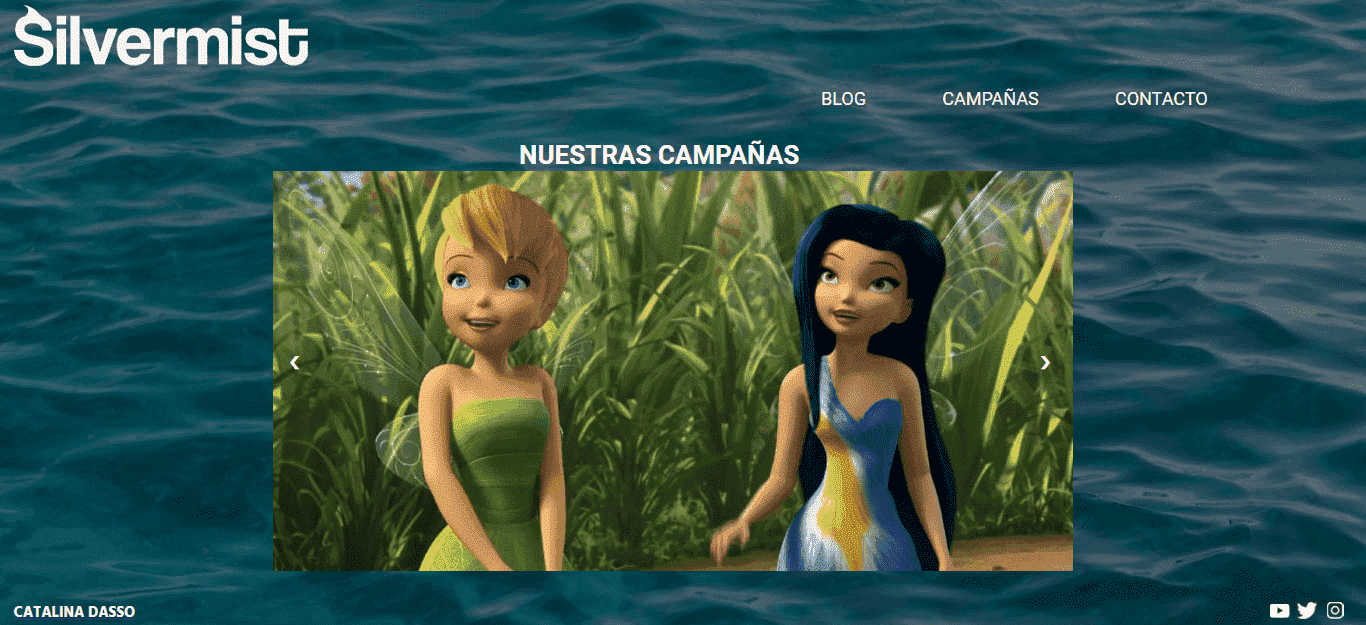 Silvermist
BLOG CAMPAÑAS CONTACTO
NUESTRAS CAMPAÑAS
CATALINA DASSO